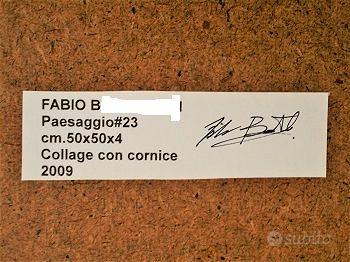 FABIO B
Paesaggio#23
cm.50x50x4
Collage con cornice
2009
subito